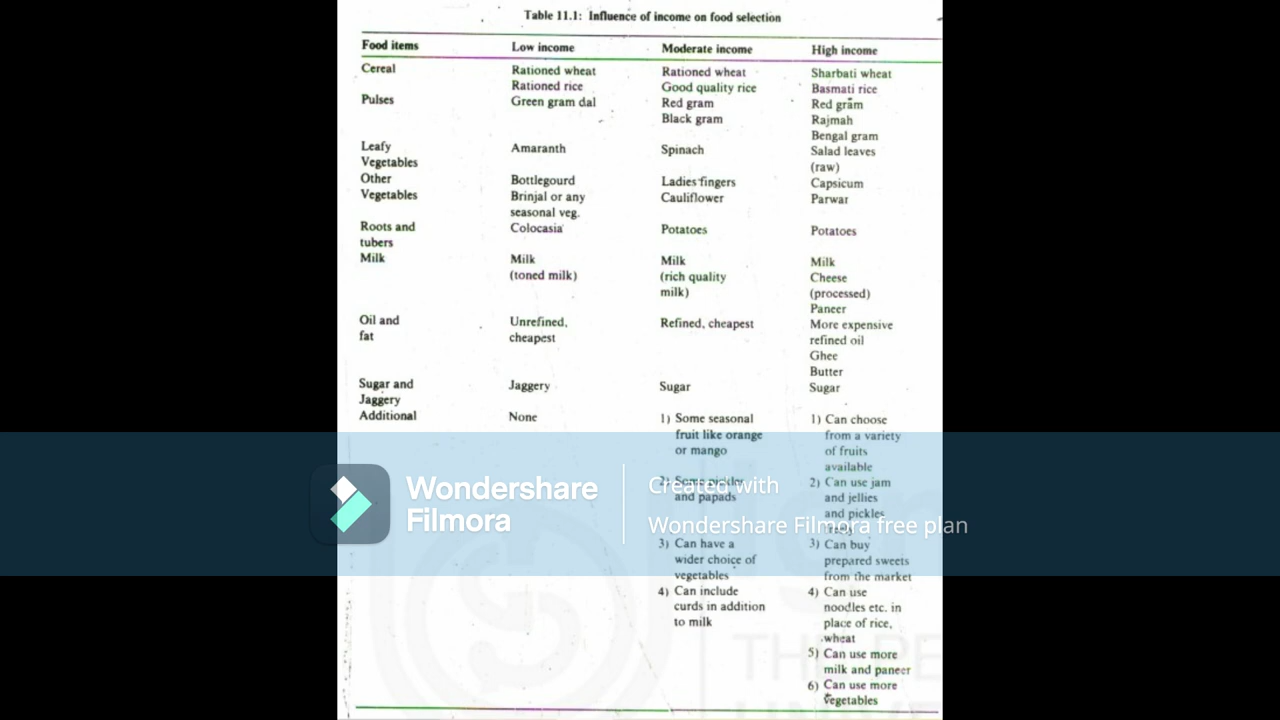 Table 11.1: Influence of income on food selection
Food items Low income Moderate income High income
Cereal Rationed wheat Rationed wheat Sharbati wheat
Rationed rice Good quality rice Basmati rice
Pulses Green gram dal Red gram Red gram
Black gram Rajmah
Bengal gram
Leafy Amaranth Spinach Salad leaves
Vegetables (raw)
Other Bottlegourd Ladies fingers Capsicum
Vegetables Brinjal or any Cauliflower Parwar
seasonal veg.
Roots and Colocasia Potatoes Potatoes
tubers
Milk Milk Milk Milk
(toned milk) (rich quality Cheese
milk) (processed)
Paneer
Oil and Unrefined, Refined, cheapest More expensive
fat cheapest refined oil
Ghee
Butter
Sugar and Jaggery Sugar Sugar
Jaggery
Additional None 1) Some seasonal 1) Can choose
fruit like orange from a variety
or mango of fruits
available
2) Some pickles 2) Can use jam
and papads and jellies
and pickles
3) Can have a 3) Can buy
wider choice of prepared sweets
vegetables from the market
4) Can include 4) Can use
curds in addition noodles etc. in
to milk place of rice,
wheat
5) Can use more
milk and paneer
6) Can use more
vegetables
Wondershare
Filmora
Created with
Wondershare Filmora free plan